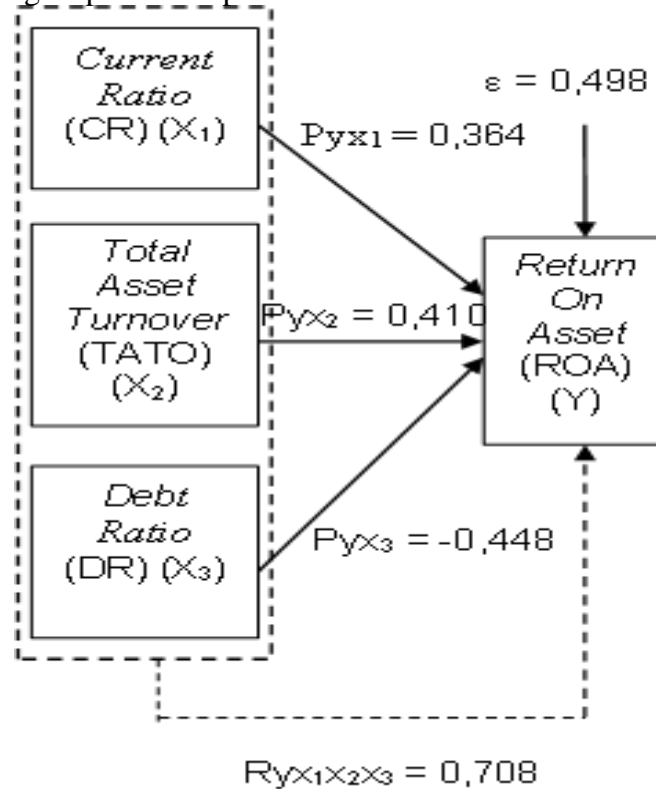 Current
Ratio
(CR) (X₁)
ε = 0,498
Pyx₁ = 0,364
Total
Asset
Turnover
(TATO)
(X₂)
Pyx₂ = 0,410
Return
On
Asset
(ROA)
(Y)
Debt
Ratio
(DR) (X₃)
Pyx₃ = -0,448
Ryx₁x₂x₃ = 0,708